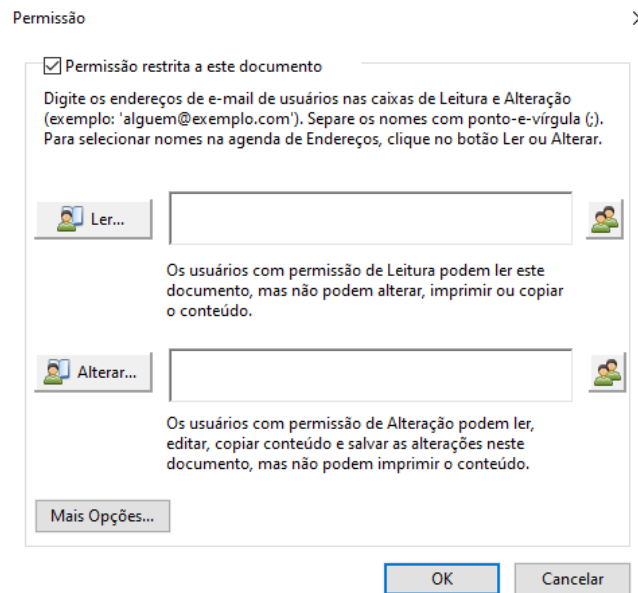 Permissão
Permissão restrita a este documento
Digite os endereços de e-mail de usuários nas caixas de Leitura e Alteração
(exemplo: 'alguem@exemplo.com'). Separe os nomes com ponto-e-vírgula (;).
Para selecionar nomes na agenda de Endereços, clique no botão Ler ou Alterar.
Ler...
Os usuários com permissão de Leitura podem ler este
documento, mas não podem alterar, imprimir ou copiar
o conteúdo.
Alterar...
Os usuários com permissão de Alteração podem ler,
editar, copiar conteúdo e salvar as alterações neste
documento, mas não podem imprimir o conteúdo.
Mais Opções...
OK
Cancelar